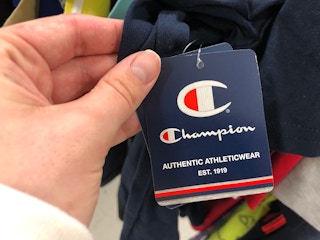 C®
Champion®
AUTHENTIC ATHLETICWEAR
EST. 1919